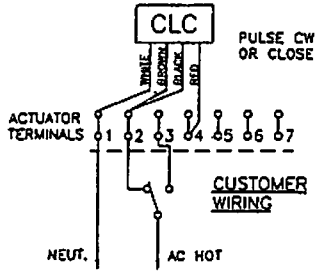 CLC
PULSE CW
OR CLOSE
WHITE
BROWN
BLACK
RED
ACTUATOR
TERMINALS
1 2 3 4 5 6 7
CUSTOMER
WIRING
NEUT.
AC HOT